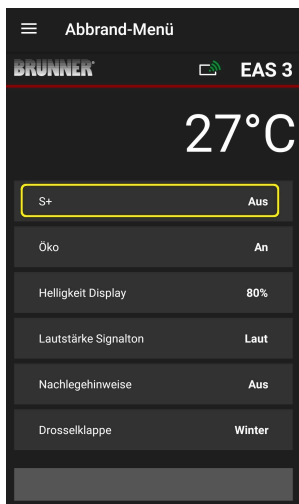 Abbrand-Menü
BRUNNER® EAS 3
27°C
S+ Aus
Öko An
Helligkeit Display 80%
Lautstärke Signalton Laut
Nachlegehinweise Aus
Drosselklappe Winter